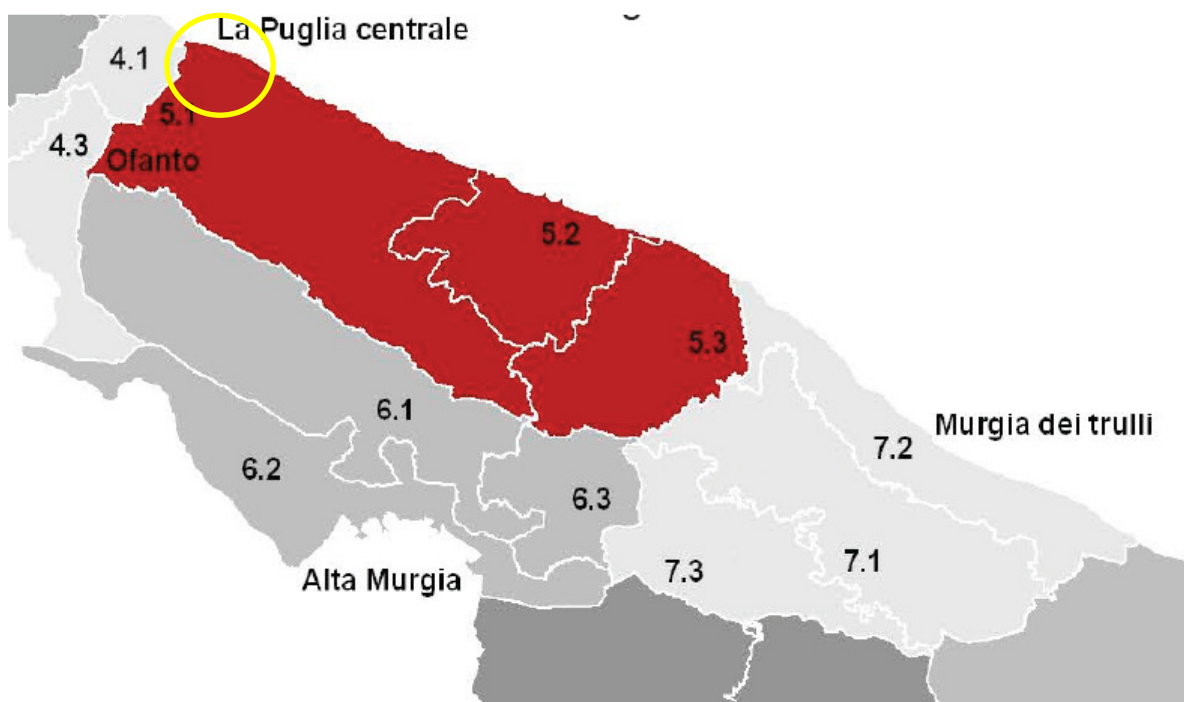 La Puglia centrale
4.1
5.1
4.3
Ofanto
5.2
5.3
6.1
Murgia dei trulli
7.2
6.2
6.3
7.1
Alta Murgia
7.3